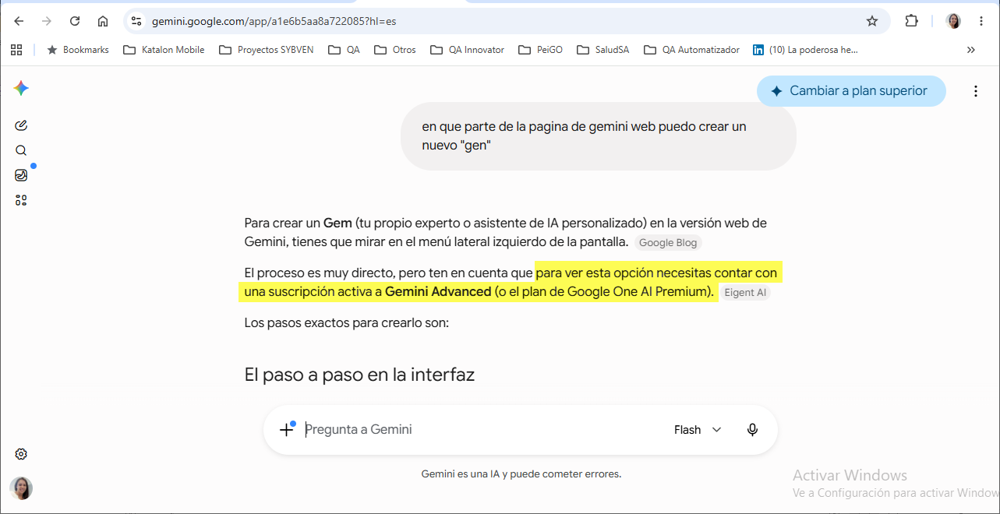 gemini.google.com/app/a1e6b5aa8a722085?hl=es
Bookmarks Katalon Mobile Proyectos SYBVEN QA Otros QA Innovator PeiGO SaludSA QA Automatizador in (10) La poderosa he...
Cambiar a plan superior
en que parte de la pagina de gemini web puedo crear un
nuevo "gen"
Para crear un Gem (tu propio experto o asistente de IA personalizado) en la versión web de
Gemini, tienes que mirar en el menú lateral izquierdo de la pantalla. Google Blog
El proceso es muy directo, pero ten en cuenta que para ver esta opción necesitas contar con
una suscripción activa a Gemini Advanced (o el plan de Google One AI Premium). Eigent AI
Los pasos exactos para crearlo son:
El paso a paso en la interfaz
Pregunta a Gemini Flash
Gemini es una IA y puede cometer errores.
Activar Windows
Ve a Configuración para activar Window